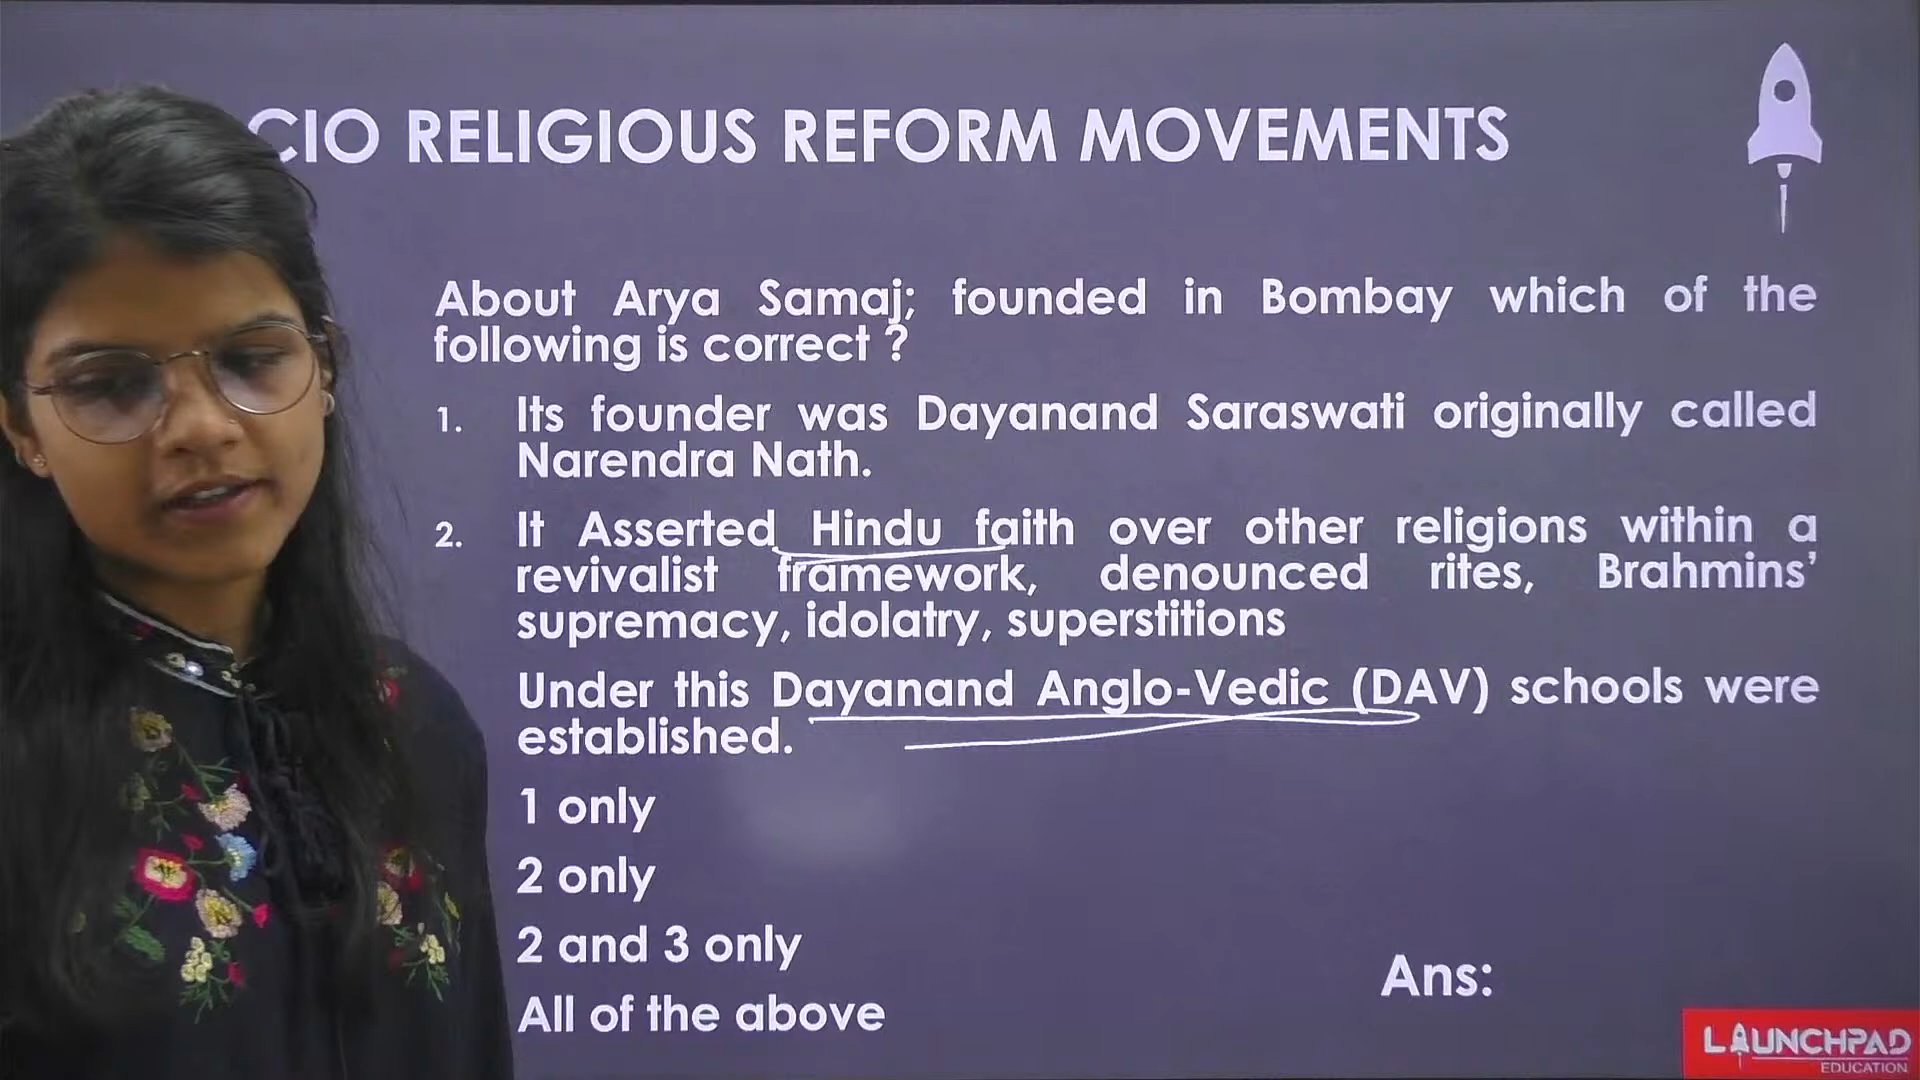 CIO RELIGIOUS REFORM MOVEMENTS
About Arya Samaj; founded in Bombay which of the
following is correct ?
1. Its founder was Dayanand Saraswati originally called
Narendra Nath.
2. It Asserted Hindu faith over other religions within a
revivalist framework, denounced rites, Brahmins’
supremacy, idolatry, superstitions
Under this Dayanand Anglo-Vedic (DAV) schools were
established.
1 only
2 only
2 and 3 only
All of the above
Ans:
LAUNCHPAD
EDUCATION